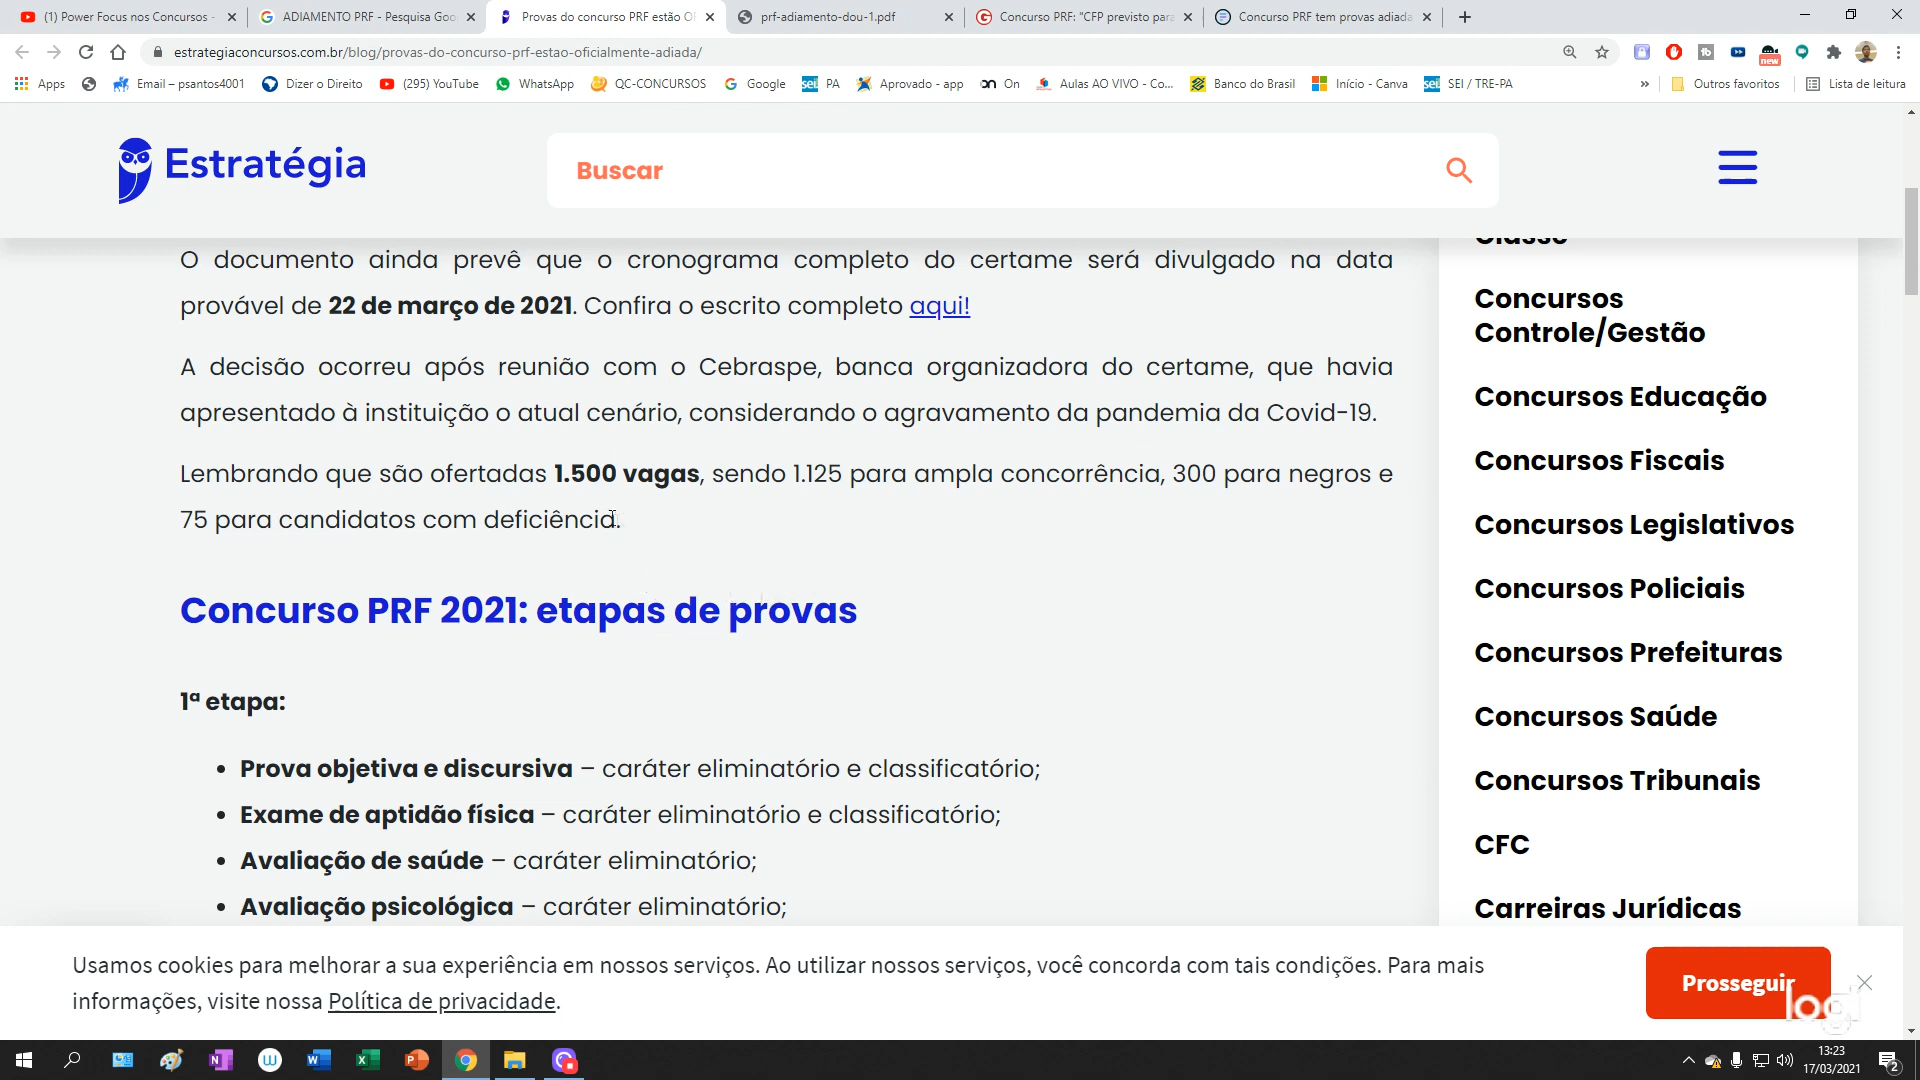 (1) Power Focus nos Concursos -
ADIAMENTO PRF - Pesquisa Goo
Provas do concurso PRF estão OF
prf-adiamento-dou-1.pdf
Concurso PRF: "CFP previsto para
Concurso PRF tem provas adiada
estrategiaconcursos.com.br/blog/provas-do-concurso-prf-estao-oficialmente-adiada/
new
Apps
Email – psantos4001
Dizer o Direito
(295) YouTube
WhatsApp
QC-CONCURSOS
Google
sei!
PA
Aprovado - app
On
Aulas AO VIVO - Co...
Banco do Brasil
Início - Canva
sei!
SEI / TRE-PA
»
Outros favoritos
Lista de leitura
Estratégia
Buscar
O documento ainda prevê que o cronograma completo do certame será divulgado na data
provável de 22 de março de 2021. Confira o escrito completo aqui!
A decisão ocorreu após reunião com o Cebraspe, banca organizadora do certame, que havia
apresentado à instituição o atual cenário, considerando o agravamento da pandemia da Covid-19.
Lembrando que são ofertadas 1.500 vagas, sendo 1.125 para ampla concorrência, 300 para negros e
75 para candidatos com deficiência.
Concurso PRF 2021: etapas de provas
1ª etapa:
• Prova objetiva e discursiva – caráter eliminatório e classificatório;
• Exame de aptidão física – caráter eliminatório e classificatório;
• Avaliação de saúde – caráter eliminatório;
• Avaliação psicológica – caráter eliminatório;
Classe
Concursos
Controle/Gestão
Concursos Educação
Concursos Fiscais
Concursos Legislativos
Concursos Policiais
Concursos Prefeituras
Concursos Saúde
Concursos Tribunais
CFC
Carreiras Jurídicas
Usamos cookies para melhorar a sua experiência em nossos serviços. Ao utilizar nossos serviços, você concorda com tais condições. Para mais
informações, visite nossa Política de privacidade.
Prosseguir
logi
13:23
17/03/2021
2